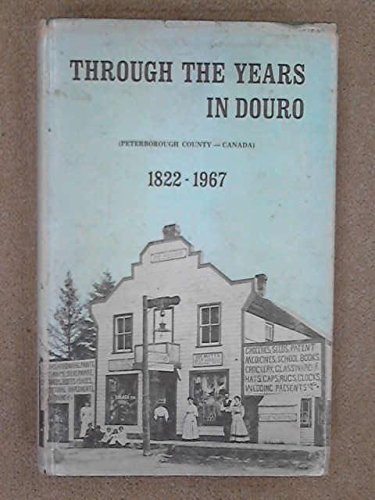 THROUGH THE YEARS
IN DOURO
(PETERBOROUGH COUNTY — CANADA)
1822 - 1967
GROCERIES, SEEDS, PATENT
MEDICINES, SCHOOL BOOKS,
CROCKERY, GLASSWARE
HATS, CAPS, RUGS, CLOCKS,
WEDDING PRESENTS